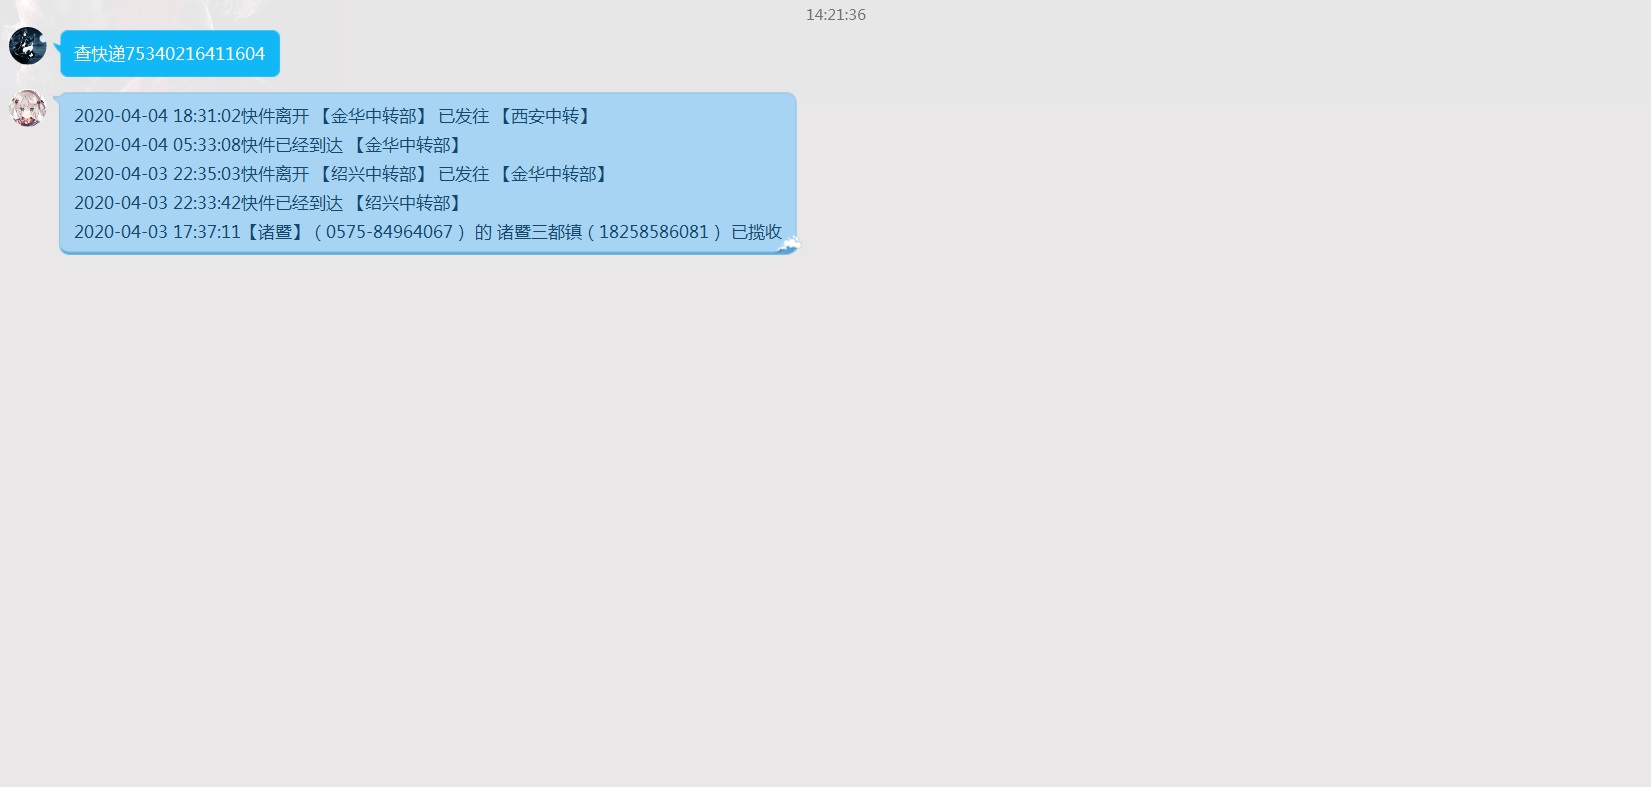 14:21:36
查快递75340216411604
2020-04-04 18:31:02快件离开 【金华中转部】 已发往 【西安中转】
2020-04-04 05:33:08快件已经到达 【金华中转部】
2020-04-03 22:35:03快件离开 【绍兴中转部】 已发往 【金华中转部】
2020-04-03 22:33:42快件已经到达 【绍兴中转部】
2020-04-03 17:37:11【诸暨】（0575-84964067） 的 诸暨三都镇（18258586081） 已揽收